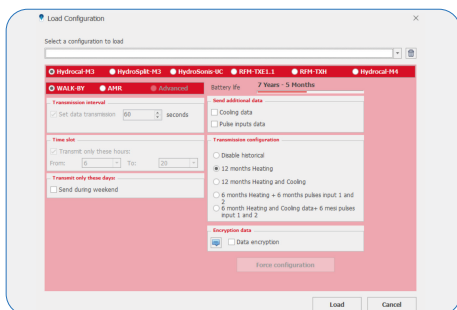 Load Configuration
Select a configuration to load
Hydrocal-M3 HydroSplit-M3 HydroSonis-UC RFM-TXE1.1 RFM-TXH Hydrocal-M4
WALK-BY AMR Advanced Battery life 7 Years - 5 Months
Transmission interval
Set data transmission 60 seconds
Time slot
Transmit only these hours:
From: 6 To: 20
Transmit only these days:
Send during weekend
Send additional data
Cooling data
Pulse inputs data
Transmission configuration
Disable historical
12 months Heating
12 months Heating and Cooling
6 months Heating + 6 months pulses input 1 and
2
6 month Heating and Cooling data+ 6 mesi pulses
input 1 and 2
Encryption data
Data encryption
Force configuration
Load Cancel